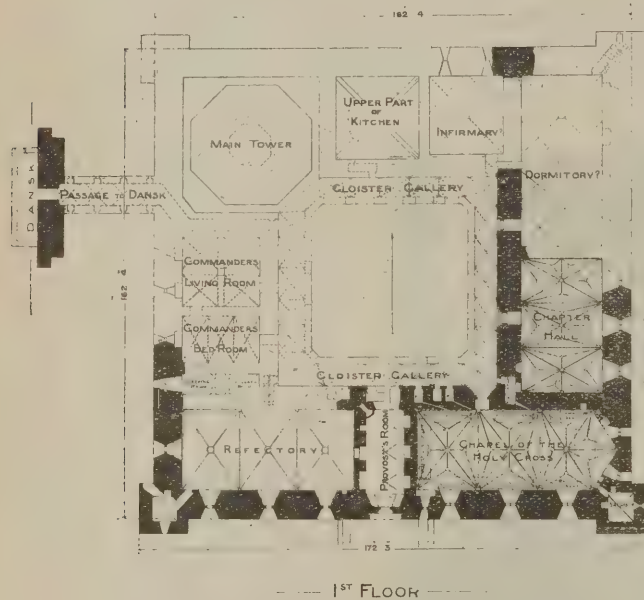 182 4
MAIN TOWER
UPPER PART
OF
KITCHEN
INFIRMARY
DORMITORY?
DANSK
PASSAGE TO DANSK
CLOISTER GALLERY
COMMANDERS
LIVING ROOM
COMMANDERS
BED ROOM
CHAPTER
HALL
CLOISTER GALLERY
REFECTORY
PROVOST'S ROOM
CHAPEL OF THE
HOLY CROSS
172 3
1ST FLOOR